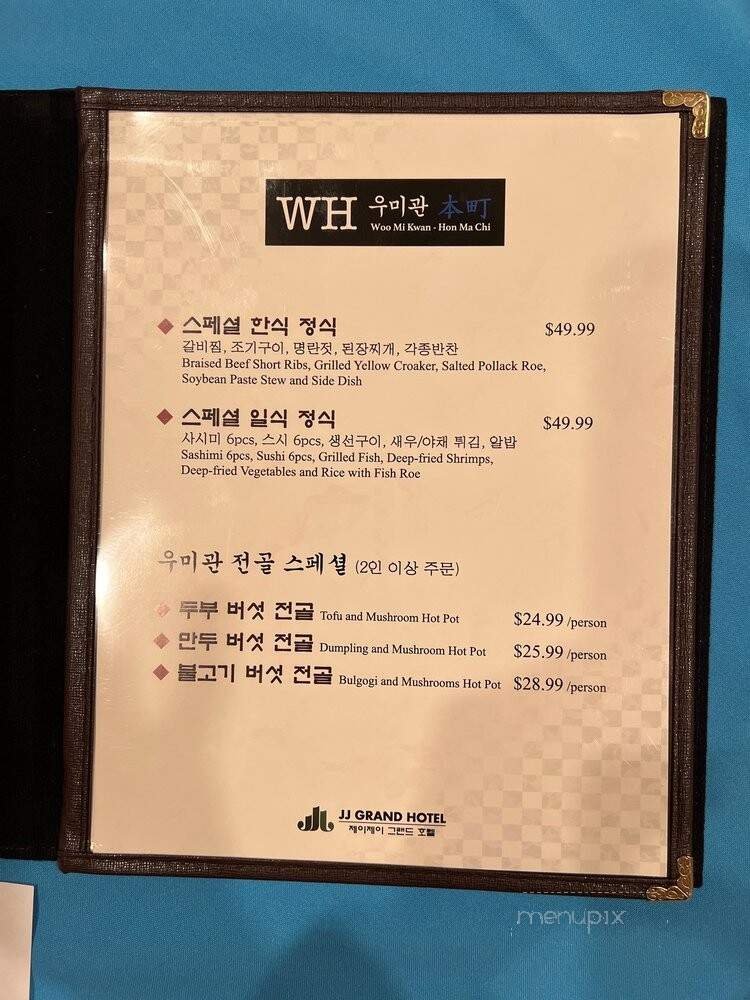 WH 우미관 本町
Woo Mi Kwan - Hon Ma Chi
스페셜 한식 정식 $49.99
갈비찜, 조기구이, 명란젓, 된장찌개, 각종반찬
Braised Beef Short Ribs, Grilled Yellow Croaker, Salted Pollack Roe,
Soybean Paste Stew and Side Dish
스페셜 일식 정식 $49.99
사시미 6pcs, 스시 6pcs, 생선구이, 새우/야채 튀김, 알밥
Sashimi 6pcs, Sushi 6pcs, Grilled Fish, Deep-fried Shrimps,
Deep-fried Vegetables and Rice with Fish Roe
우미관 전골 스페셜 (2인 이상 주문)
두부 버섯 전골 Tofu and Mushroom Hot Pot $24.99 /person
만두 버섯 전골 Dumpling and Mushroom Hot Pot $25.99 /person
불고기 버섯 전골 Bulgogi and Mushrooms Hot Pot $28.99 /person
JJ GRAND HOTEL
제이제이 그랜드 호텔
menupix